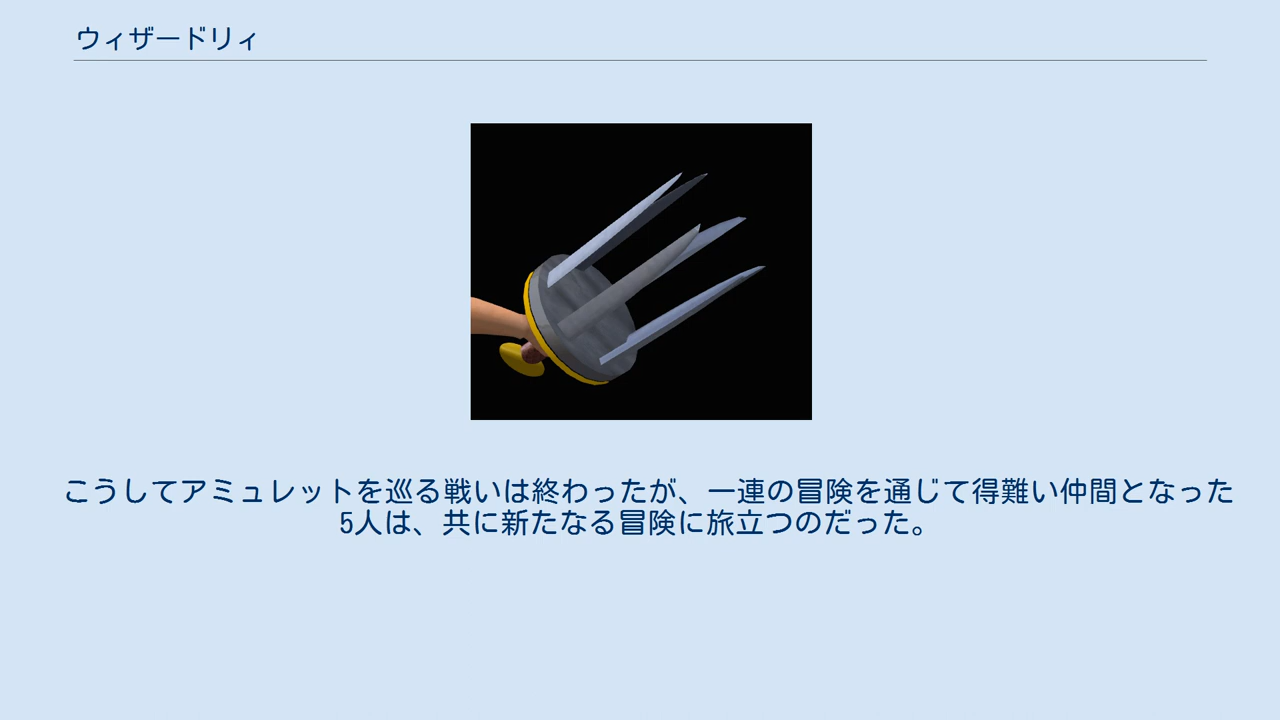 ウィザードリィ
こうしてアミュレットを巡る戦いは終わったが、一連の冒険を通じて得難い仲間となった
5人は、共に新たなる冒険に旅立つのだった。